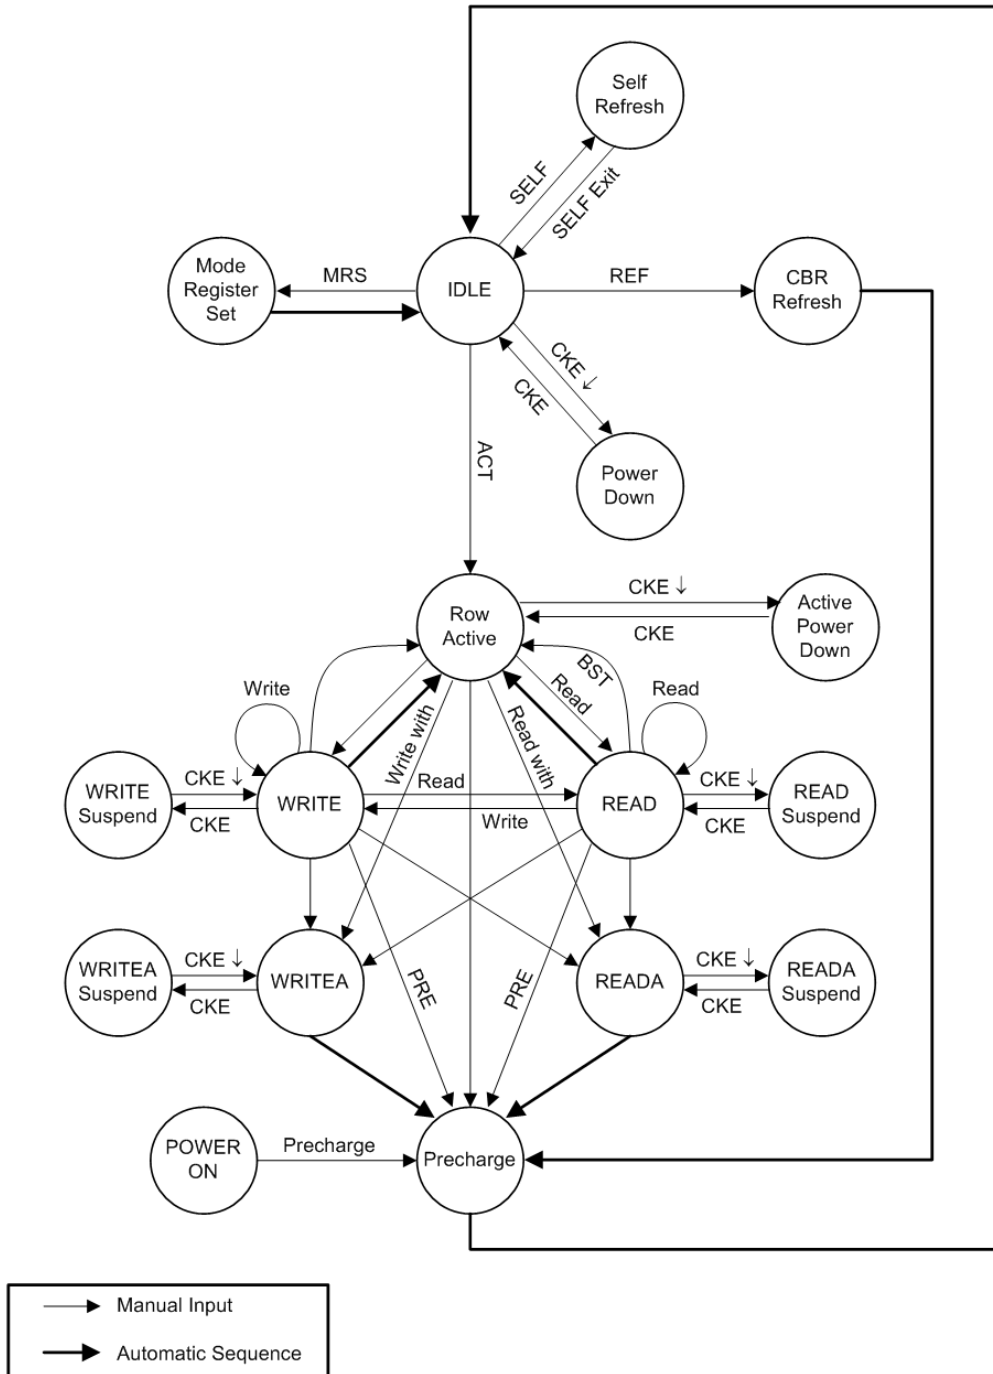 Self
Refresh
SELF
SELF Exit
Mode
Register
Set
MRS
IDLE
REF
CBR
Refresh
CKE ↓
CKE
Power
Down
ACT
Row
Active
CKE ↓
CKE
Active
Power
Down
BST
Read
Write
Read
Write with
Read with
WRITE
Suspend
CKE ↓
CKE
WRITE
Read
Write
READ
CKE ↓
CKE
READ
Suspend
WRITEA
Suspend
CKE ↓
CKE
WRITEA
PRE
PRE
READA
CKE ↓
CKE
READA
Suspend
POWER
ON
Precharge
Precharge
Manual Input
Automatic Sequence